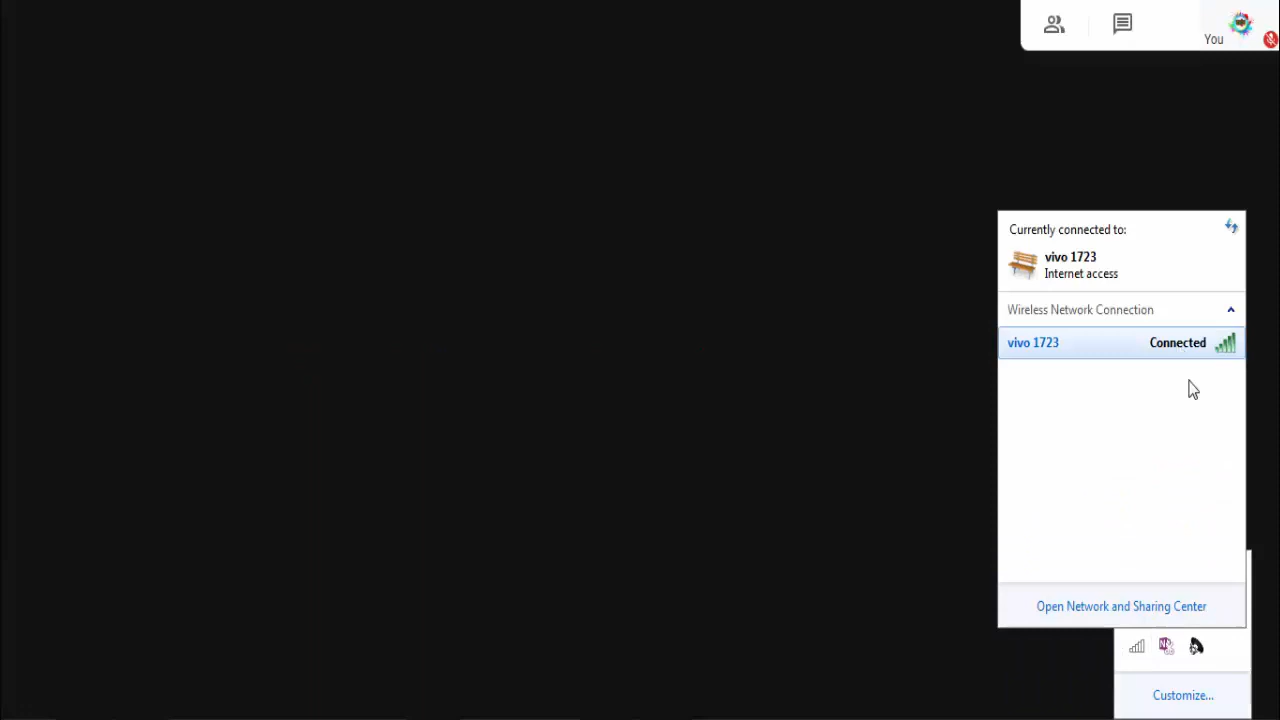 You
Currently connected to:
vivo 1723
Internet access
Wireless Network Connection
vivo 1723 Connected
Open Network and Sharing Center
Customize...